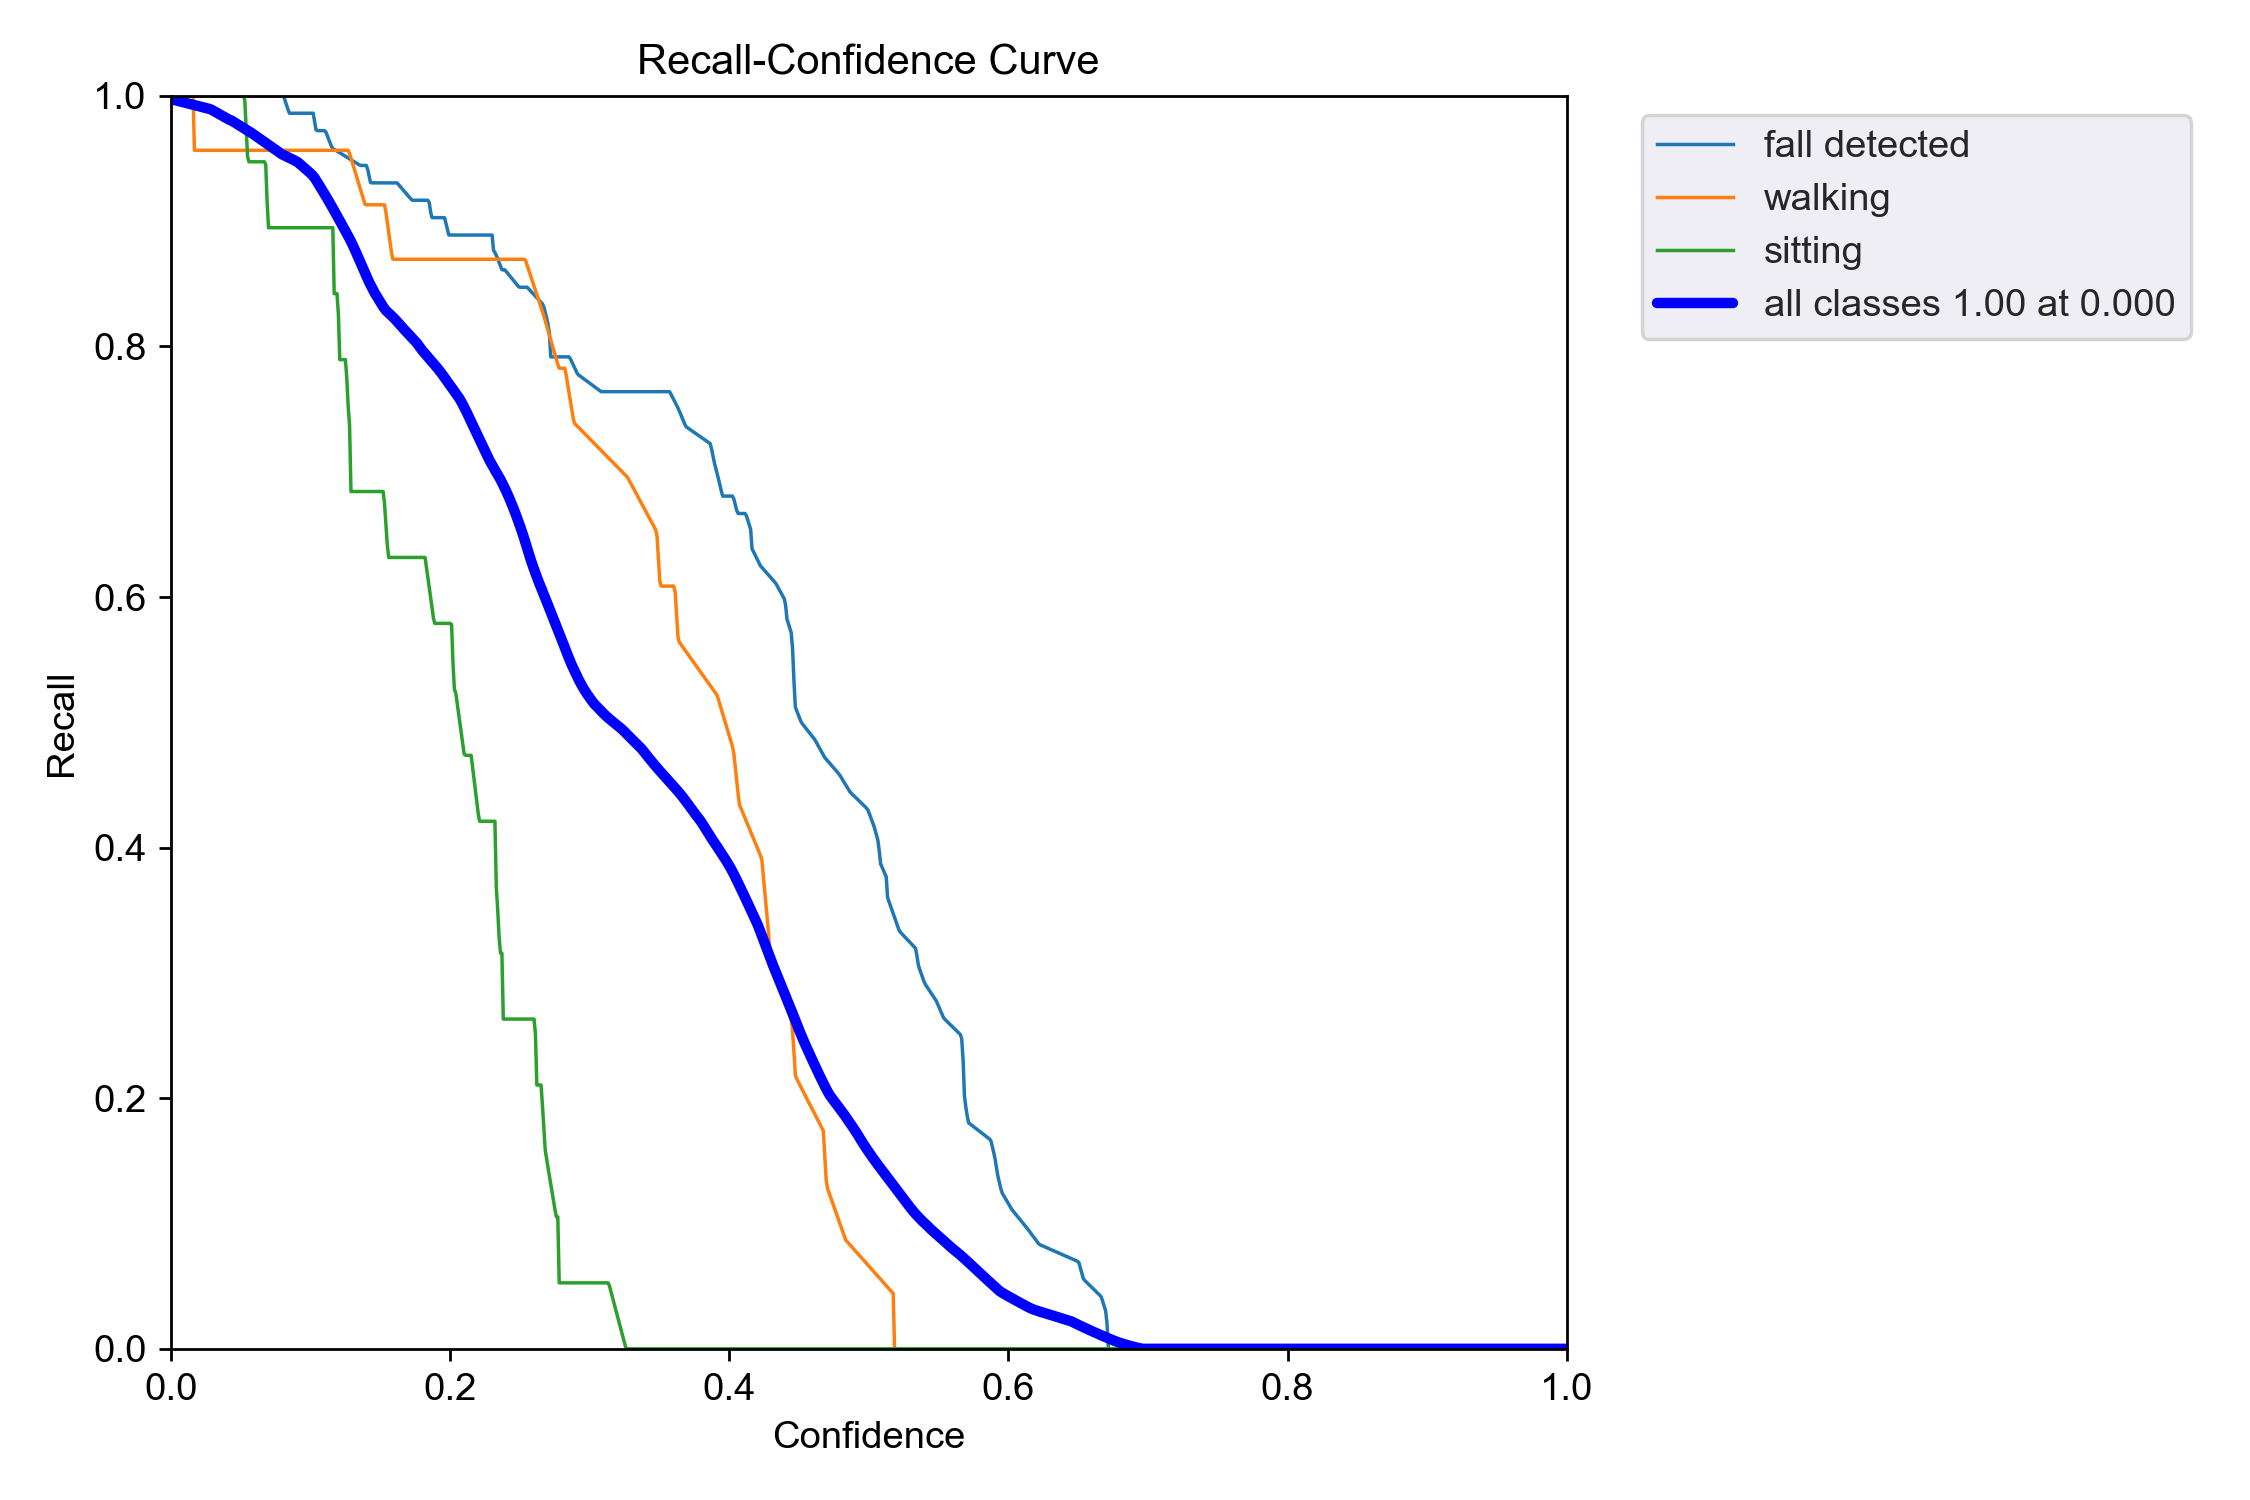 Recall-Confidence Curve
1.0
0.8
0.6
0.4
0.2
0.0
Recall
0.0 0.2 0.4 0.6 0.8 1.0
Confidence
fall detected
walking
sitting
all classes 1.00 at 0.000